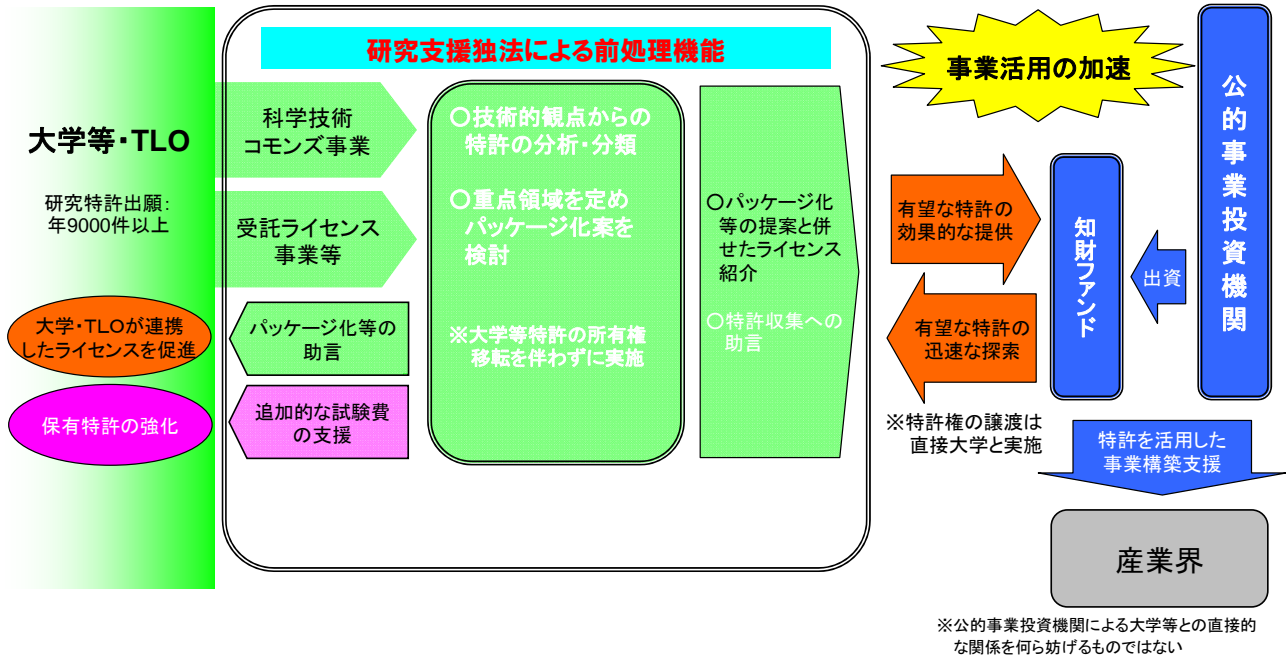 研究支援独法による前処理機能
大学等・TLO
研究特許出願：
年9000件以上
大学・TLOが連携
したライセンスを促進
保有特許の強化
科学技術
コモンズ事業
受託ライセンス
事業等
パッケージ化等の
助言
追加的な試験費
の支援
○技術的観点からの
特許の分析・分類
○重点領域を定め
パッケージ化案を
検討
※大学等特許の所有権
移転を伴わずに実施
○パッケージ化
等の提案と併
せたライセンス
紹介
○特許収集への
助言
事業活用の加速
有望な特許の
効果的な提供
有望な特許の
迅速な探索
※特許権の譲渡は
直接大学と実施
知財ファンド
出資
公的事業投資機関
特許を活用した
事業構築支援
産業界
※公的事業投資機関による大学等との直接的
な関係を何ら妨げるものではない